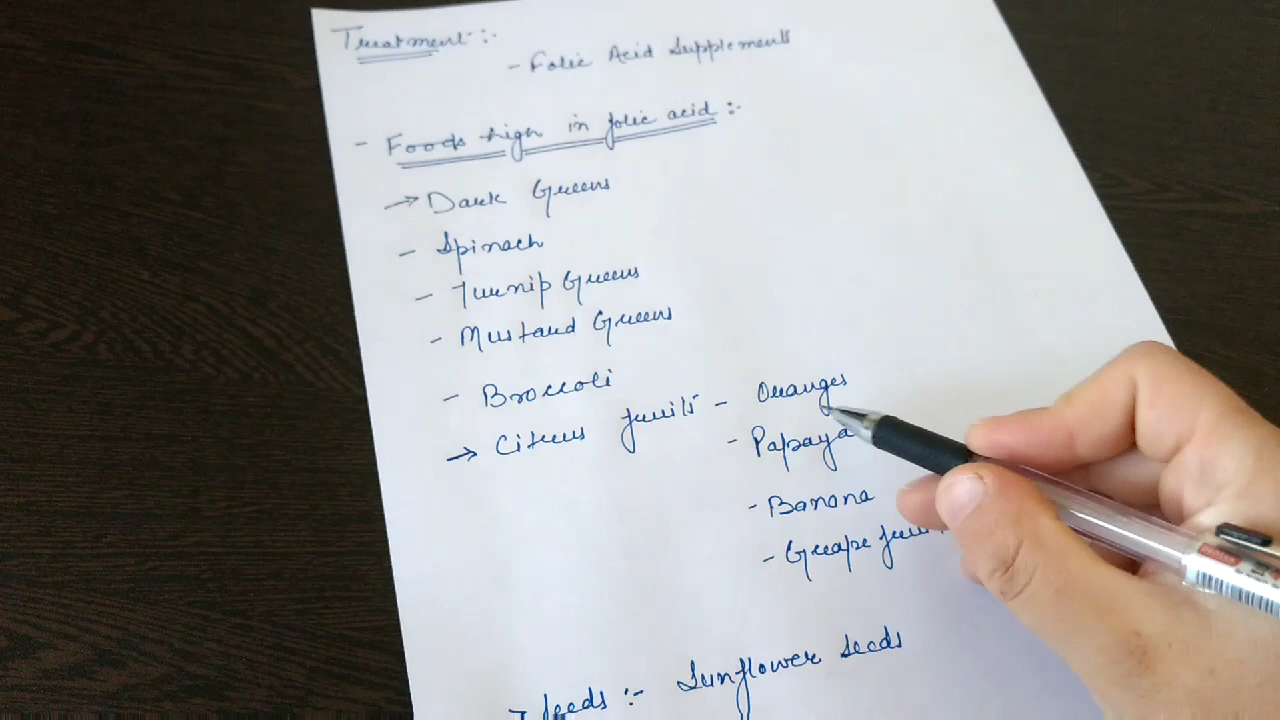 Treatment :-
- Folic Acid Supplements
- Foods high in folic acid :-
→ Dark Greens
- Spinach
- Turnip Greens
- Mustard Greens
- Broccoli
→ Citrus fruits - Oranges
- Papaya
- Banana
- Grape
→ Seeds :- Sunflower Seeds